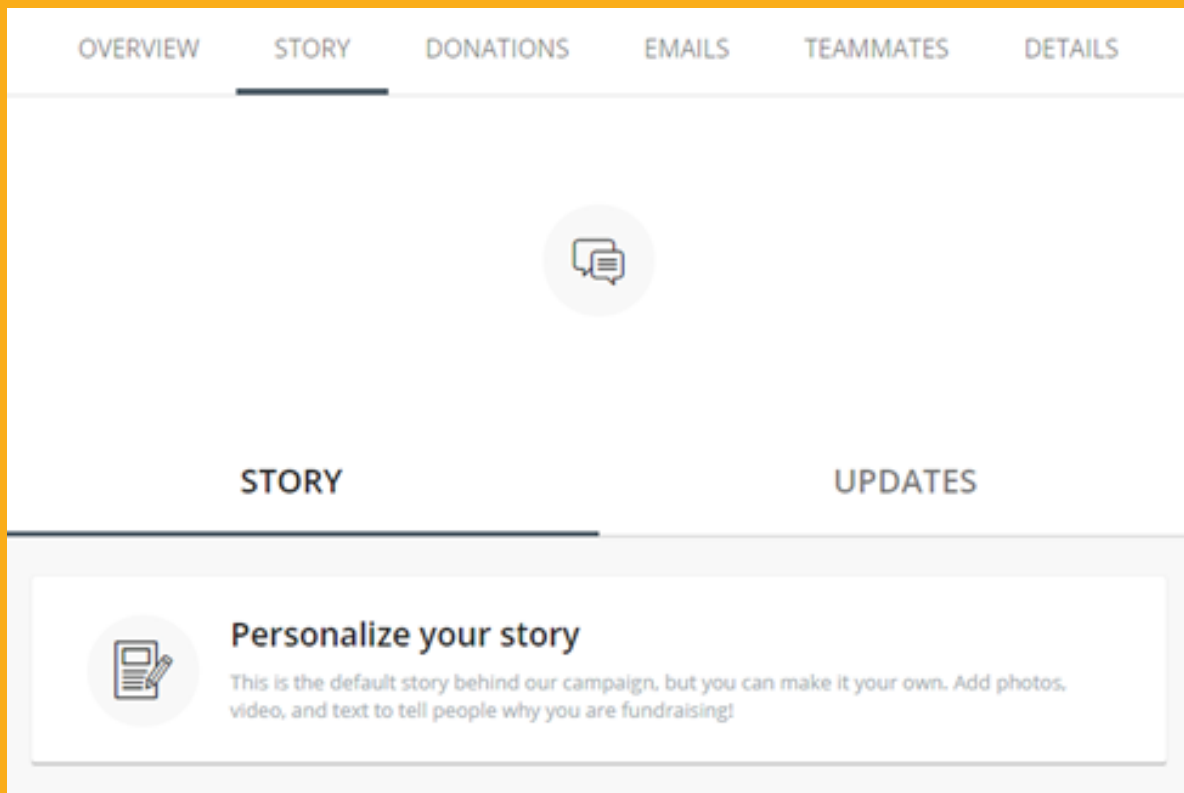 OVERVIEW STORY DONATIONS EMAILS TEAMMATES DETAILS
STORY UPDATES
Personalize your story
This is the default story behind our campaign, but you can make it your own. Add photos,
video, and text to tell people why you are fundraising!